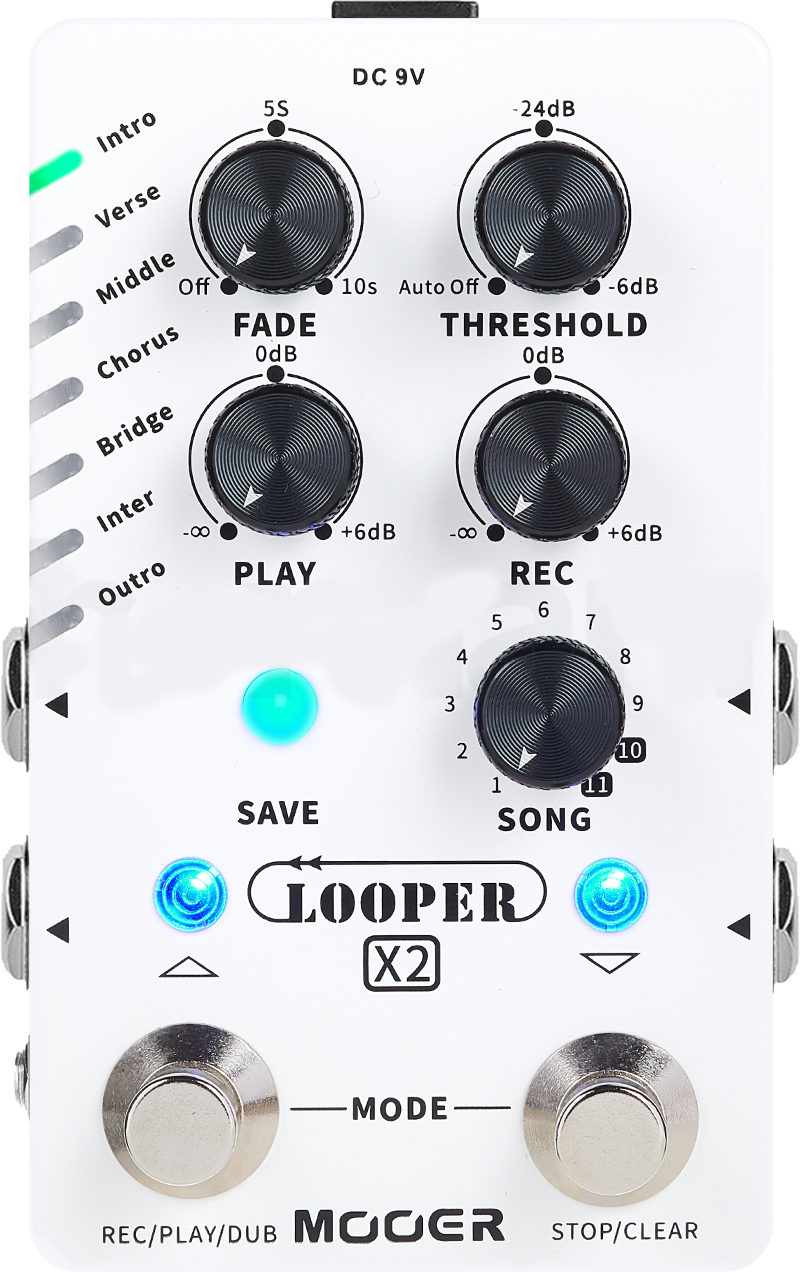 DC 9V
Intro
Verse
Middle
Chorus
Bridge
Inter
Outro
5S
Off
10s
FADE
-24dB
Auto Off
-6dB
THRESHOLD
0dB
-∞
+6dB
PLAY
0dB
-∞
+6dB
REC
SAVE
1
2
3
4
5
6
7
8
9
10
11
SONG
LOOPER
X2
MODE
REC/PLAY/DUB
MOOER
STOP/CLEAR